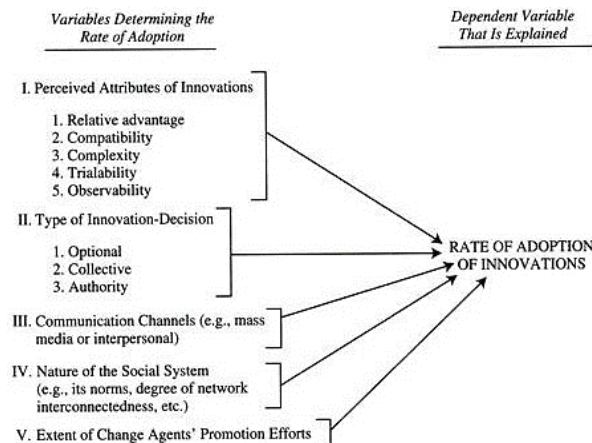 Variables Determining the
Rate of Adoption
Dependent Variable
That Is Explained
I. Perceived Attributes of Innovations
1. Relative advantage
2. Compatibility
3. Complexity
4. Trialability
5. Observability
II. Type of Innovation-Decision
1. Optional
2. Collective
3. Authority
RATE OF ADOPTION
OF INNOVATIONS
III. Communication Channels (e.g., mass
media or interpersonal)
IV. Nature of the Social System
(e.g., its norms, degree of network
interconnectedness, etc.)
V. Extent of Change Agents' Promotion Efforts